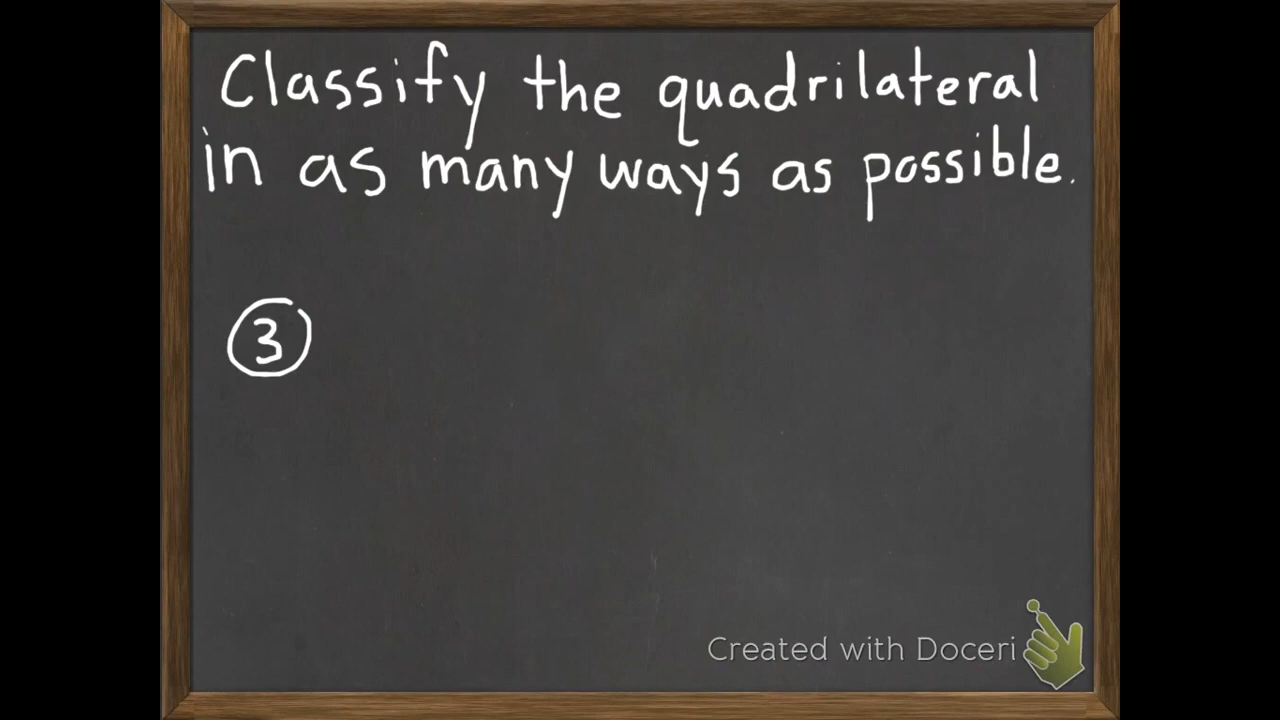 Classify the quadrilateral
in as many ways as possible.
3
Created with Doceri